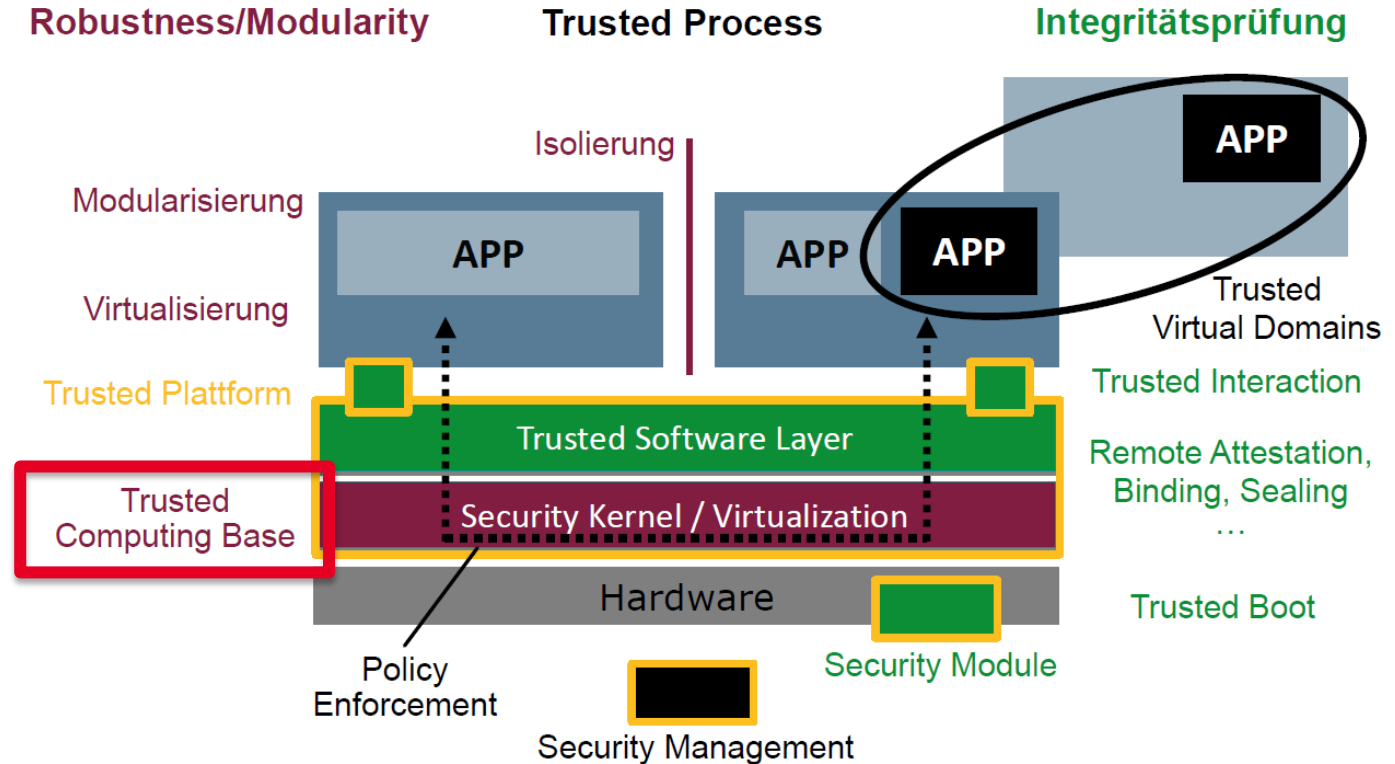 Robustness/Modularity
Trusted Process
Integritätsprüfung
APP
Isolierung
Modularisierung
APP
APP
APP
Virtualisierung
Trusted
Virtual Domains
Trusted Plattform
Trusted Interaction
Trusted Software Layer
Remote Attestation,
Binding, Sealing
...
Trusted
Computing Base
Security Kernel / Virtualization
Hardware
Trusted Boot
Policy
Enforcement
Security Module
Security Management